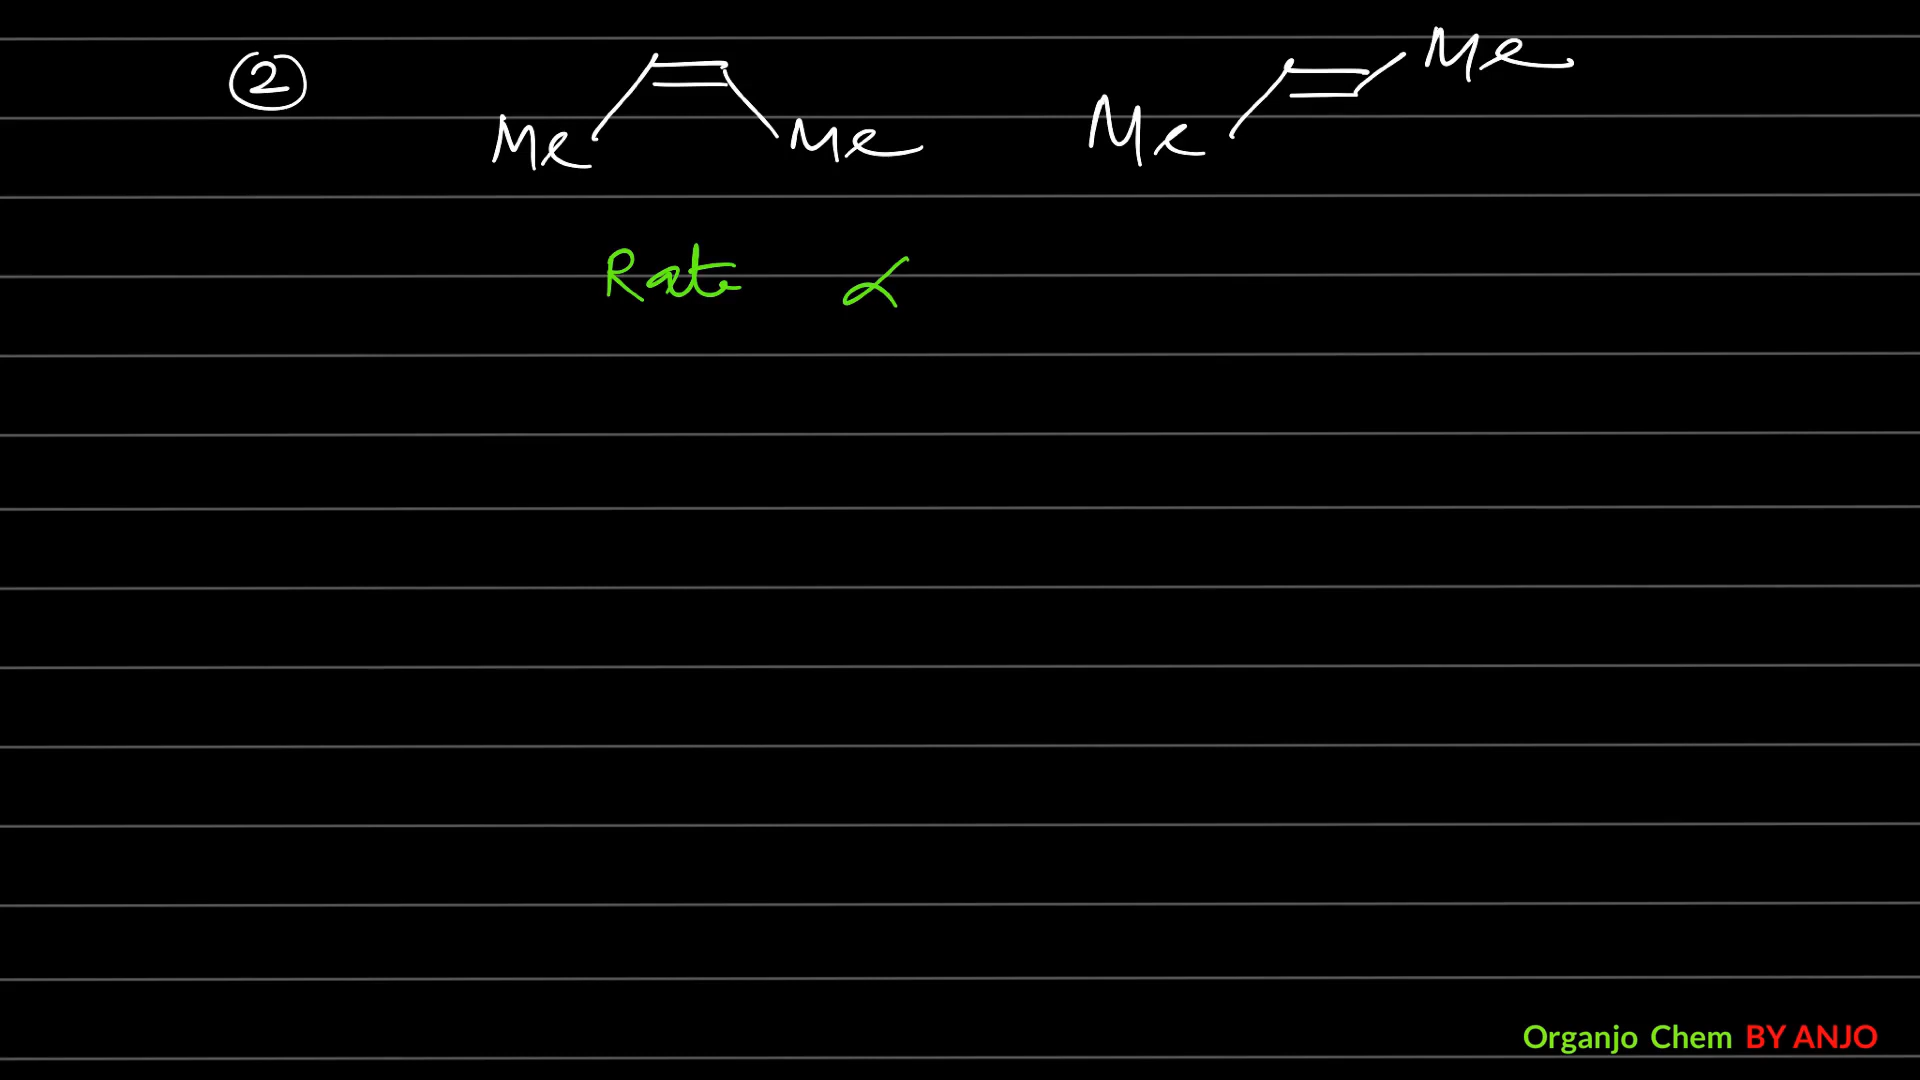 ② Me Me Me Me
Rate ∝
Organjo Chem BY ANJO